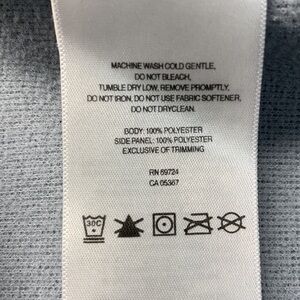 MACHINE WASH COLD GENTLE,
DO NOT BLEACH,
TUMBLE DRY LOW, REMOVE PROMPTLY,
DO NOT IRON, DO NOT USE FABRIC SOFTENER,
DO NOT DRYCLEAN.
BODY: 100% POLYESTER
SIDE PANEL: 100% POLYESTER
EXCLUSIVE OF TRIMMING
RN 69724
CA 05367
30C